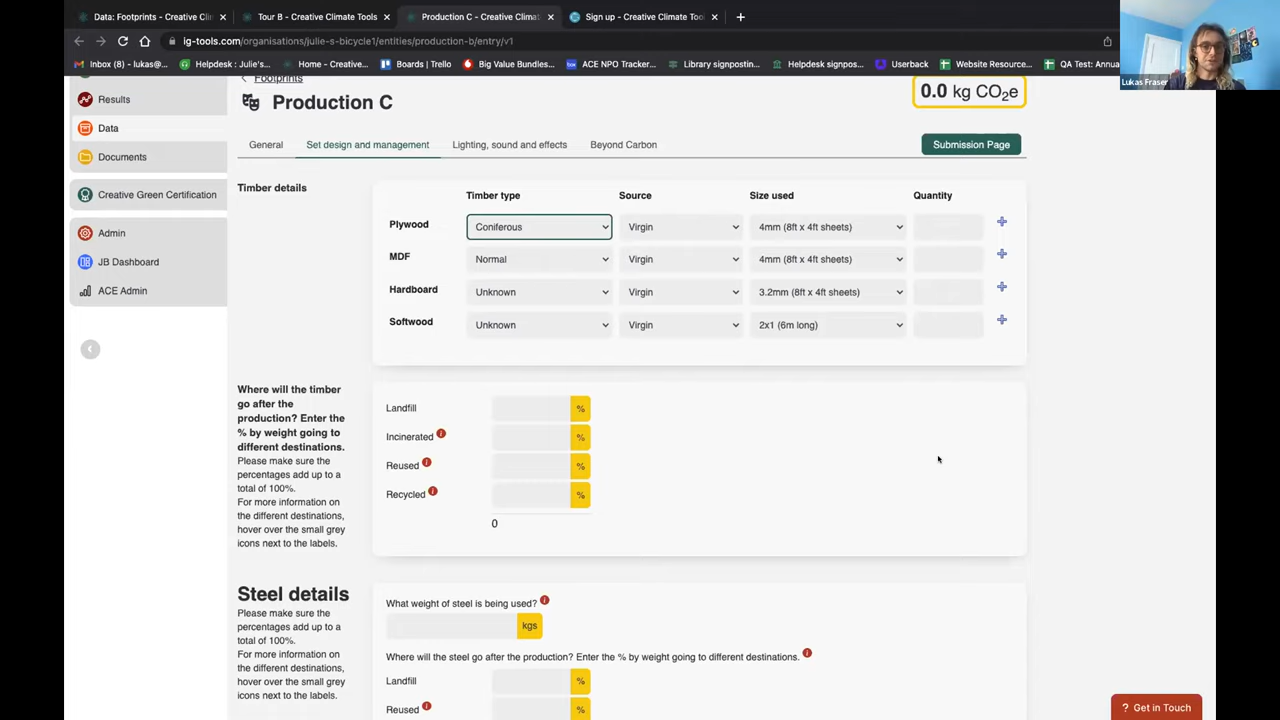 Data: Footprints - Creative Cli
Tour B - Creative Climate Tools
Production C - Creative Climat
Sign up - Creative Climate Too
ig-tools.com/organisations/julie-s-bicycle1/entities/production-b/entry/v1
Inbox (8) - lukas@...
Helpdesk : Julie's...
Home - Creative...
Boards | Trello
Big Value Bundles...
ACE NPO Tracker...
Library signposting...
Helpdesk signpos...
Userback
Website Resource...
QA Test: Annua
Lukas Fraser
Footprints
Results
Data
Documents
Creative Green Certification
Admin
JB Dashboard
ACE Admin
Production C
0.0 kg CO2e
General
Set design and management
Lighting, sound and effects
Beyond Carbon
Submission Page
Timber details
Timber type
Source
Size used
Quantity
Plywood
Coniferous
Virgin
4mm (8ft x 4ft sheets)
MDF
Normal
Virgin
4mm (8ft x 4ft sheets)
Hardboard
Unknown
Virgin
3.2mm (8ft x 4ft sheets)
Softwood
Unknown
Virgin
2x1 (6m long)
Where will the timber
go after the
production? Enter the
% by weight going to
different destinations.
Please make sure the
percentages add up to a
total of 100%.
For more information on
the different destinations,
hover over the small grey
icons next to the labels.
Landfill
%
Incinerated
%
Reused
%
Recycled
%
0
Steel details
Please make sure the
percentages add up to a
total of 100%.
For more information on
the different destinations,
hover over the small grey
icons next to the labels.
What weight of steel is being used?
kgs
Where will the steel go after the production? Enter the % by weight going to different destinations.
Landfill
%
Reused
%
? Get in Touch